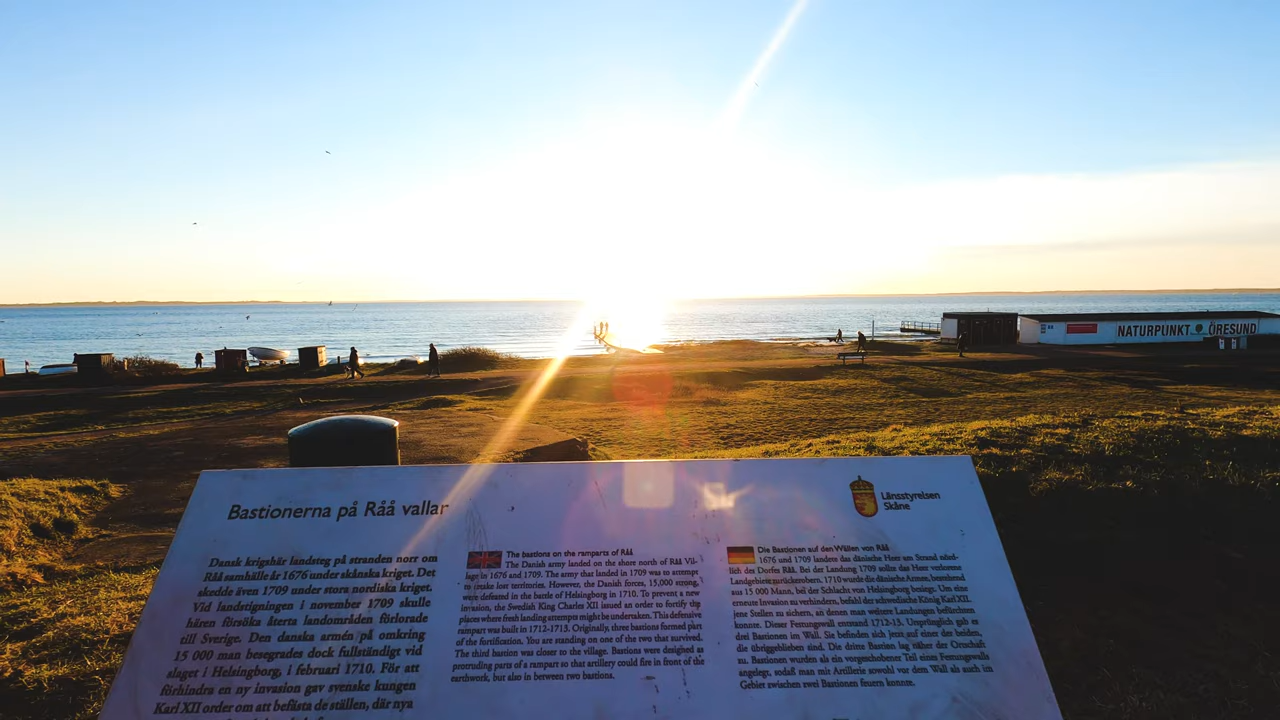 NATURPUNKT ÖRESUND
Bastionerna på Råå vallar
Länsstyrelsen
Skåne
Dansk krigshär landsteg på stranden norr om
Råå samhälle år 1676 under skånska kriget. Det
skedde även 1709 under stora nordiska kriget.
Vid landstigningen i november 1709 skulle
hären försöka återta landområden förlorade
till Sverige. Den danska armén på omkring
15 000 man besegrades dock fullständigt vid
slaget i Helsingborg, i februari 1710. För att
förhindra en ny invasion gav svenske kungen
Karl XII order om att befästa de ställen, där nya
The bastions on the ramparts of Råå
The Danish army landed on the shore north of Råå Vil-
lage in 1676 and 1709. The army that landed in 1709 was to attempt
to retake lost territories. However, the Danish forces, 15,000 strong,
were defeated in the battle of Helsingborg in 1710. To prevent a new
invasion, the Swedish King Charles XII issued an order to fortify the
places where fresh landing attempts might be undertaken. This defensive
rampart was built in 1712-1713. Originally, three bastions formed part
of the fortification. You are standing on one of the two that survived.
The third bastion was close to the village. Bastions were designed as
protruding parts of a rampart so that artillery could fire in front of the
earthwork, but also in between two bastions.
Die Bastionen auf den Wällen von Råå
1676 und 1709 landete das dänische Heer am Strand nörd-
lich des Dorfes Råå. Bei der Landung 1709 sollte das Heer verlorene
Landgebiete zurückerobern. 1710 wurde die dänische Armee, bestehend
aus 15 000 Mann, bei der Schlacht von Helsingborg besiegt. Um eine
erneute Invasion zu verhindern, befahl der schwedische König Karl XII.
jene Stellen zu sichern, an denen man weitere Landungen befürchten
konnte. Dieser Festungswall entstand 1712-13. Ursprünglich gab es
drei Bastionen im Wall. Sie befinden sich jetzt auf einer der beiden,
die übriggeblieben sind. Die dritte Bastion lag näher der Ortschaft
zu. Bastionen wurden als ein vorgeschobener Teil eines Festungswalls
angelegt, sodaß man mit Artillerie sowohl vor dem Wall als auch im
Gebiet zwischen zwei Bastionen feuern konnte.